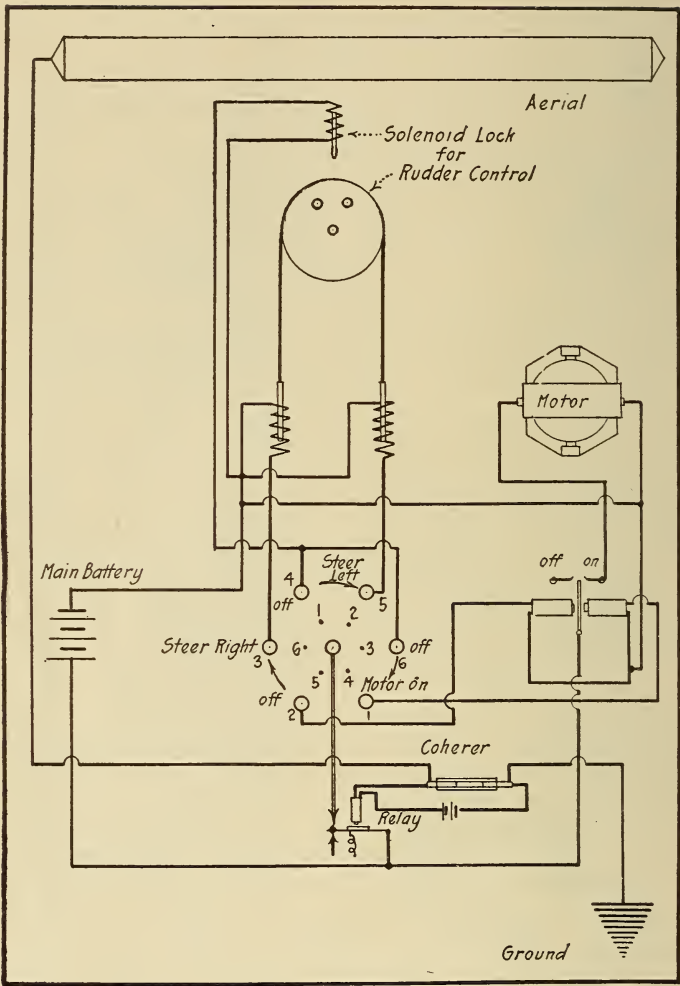 Aerial
Solenoid Lock
for
Rudder Control
Motor
off on
Main Battery
Steer
Left
4
off
5
1
2
Steer Right
3
6
3
off
6
5
4
Motor on
off
2
1
Coherer
Relay
Ground